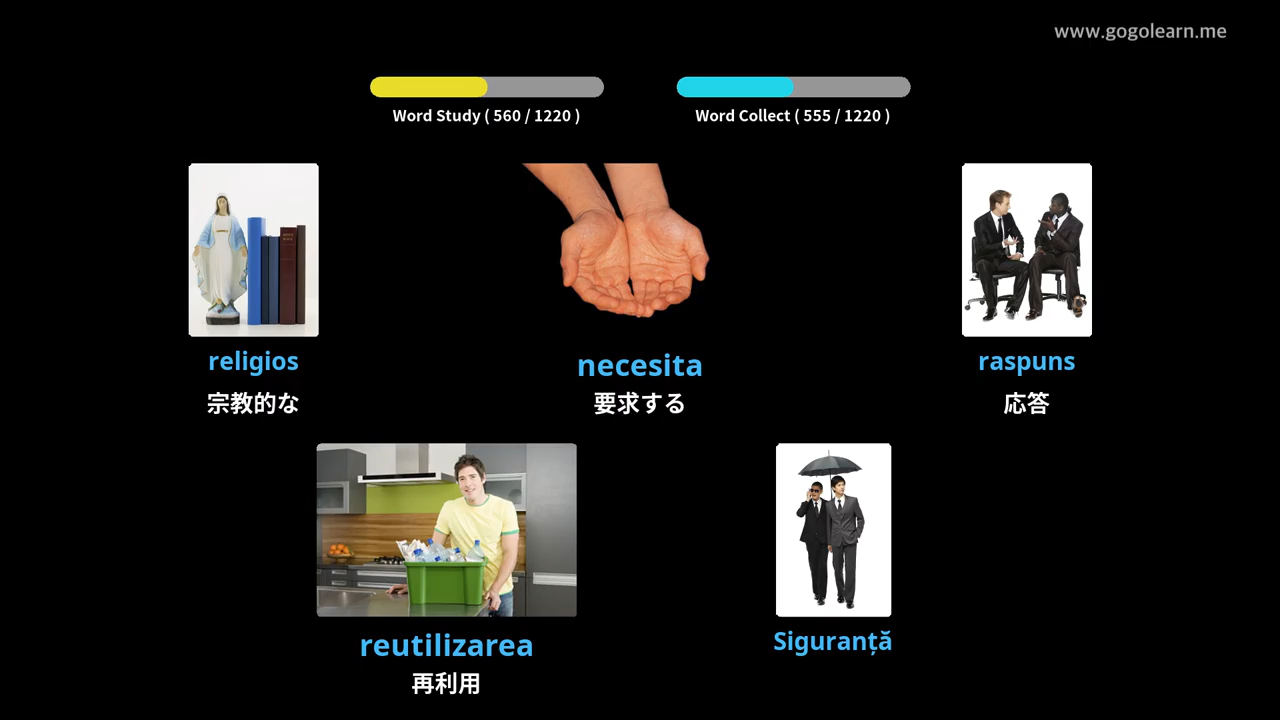 www.gogolearn.me
Word Study ( 560 / 1220 )
Word Collect ( 555 / 1220 )
religios
宗教的な
necesita
要求する
raspuns
応答
reutilizarea
再利用
Siguranță